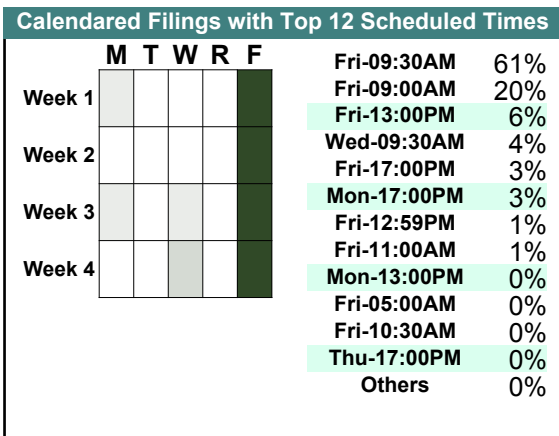 Calendared Filings with Top 12 Scheduled Times
M T W R F
Week 1
Week 2
Week 3
Week 4
Fri-09:30AM 61%
Fri-09:00AM 20%
Fri-13:00PM 6%
Wed-09:30AM 4%
Fri-17:00PM 3%
Mon-17:00PM 3%
Fri-12:59PM 1%
Fri-11:00AM 1%
Mon-13:00PM 0%
Fri-05:00AM 0%
Fri-10:30AM 0%
Thu-17:00PM 0%
Others 0%